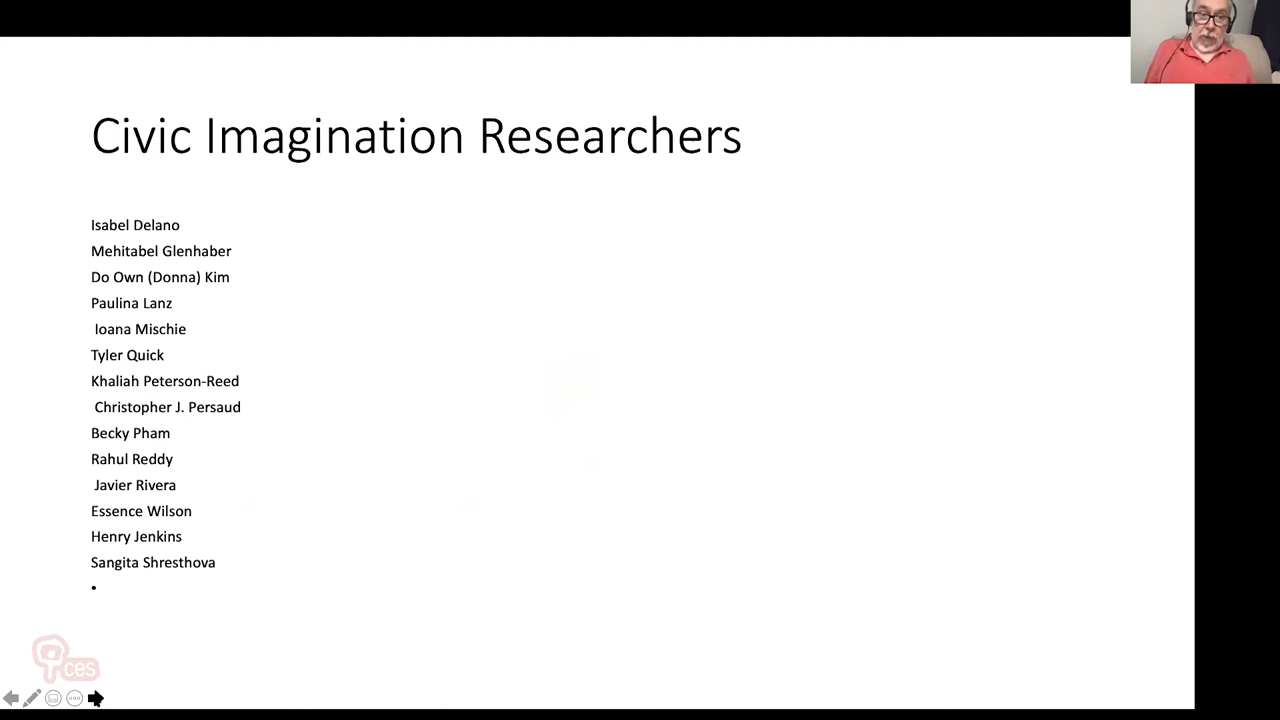 Civic Imagination Researchers
Isabel Delano
Mehitabel Glenhaber
Do Own (Donna) Kim
Paulina Lanz
Ioana Mischie
Tyler Quick
Khaliah Peterson-Reed
Christopher J. Persaud
Becky Pham
Rahul Reddy
Javier Rivera
Essence Wilson
Henry Jenkins
Sangita Shresthova
•
ces